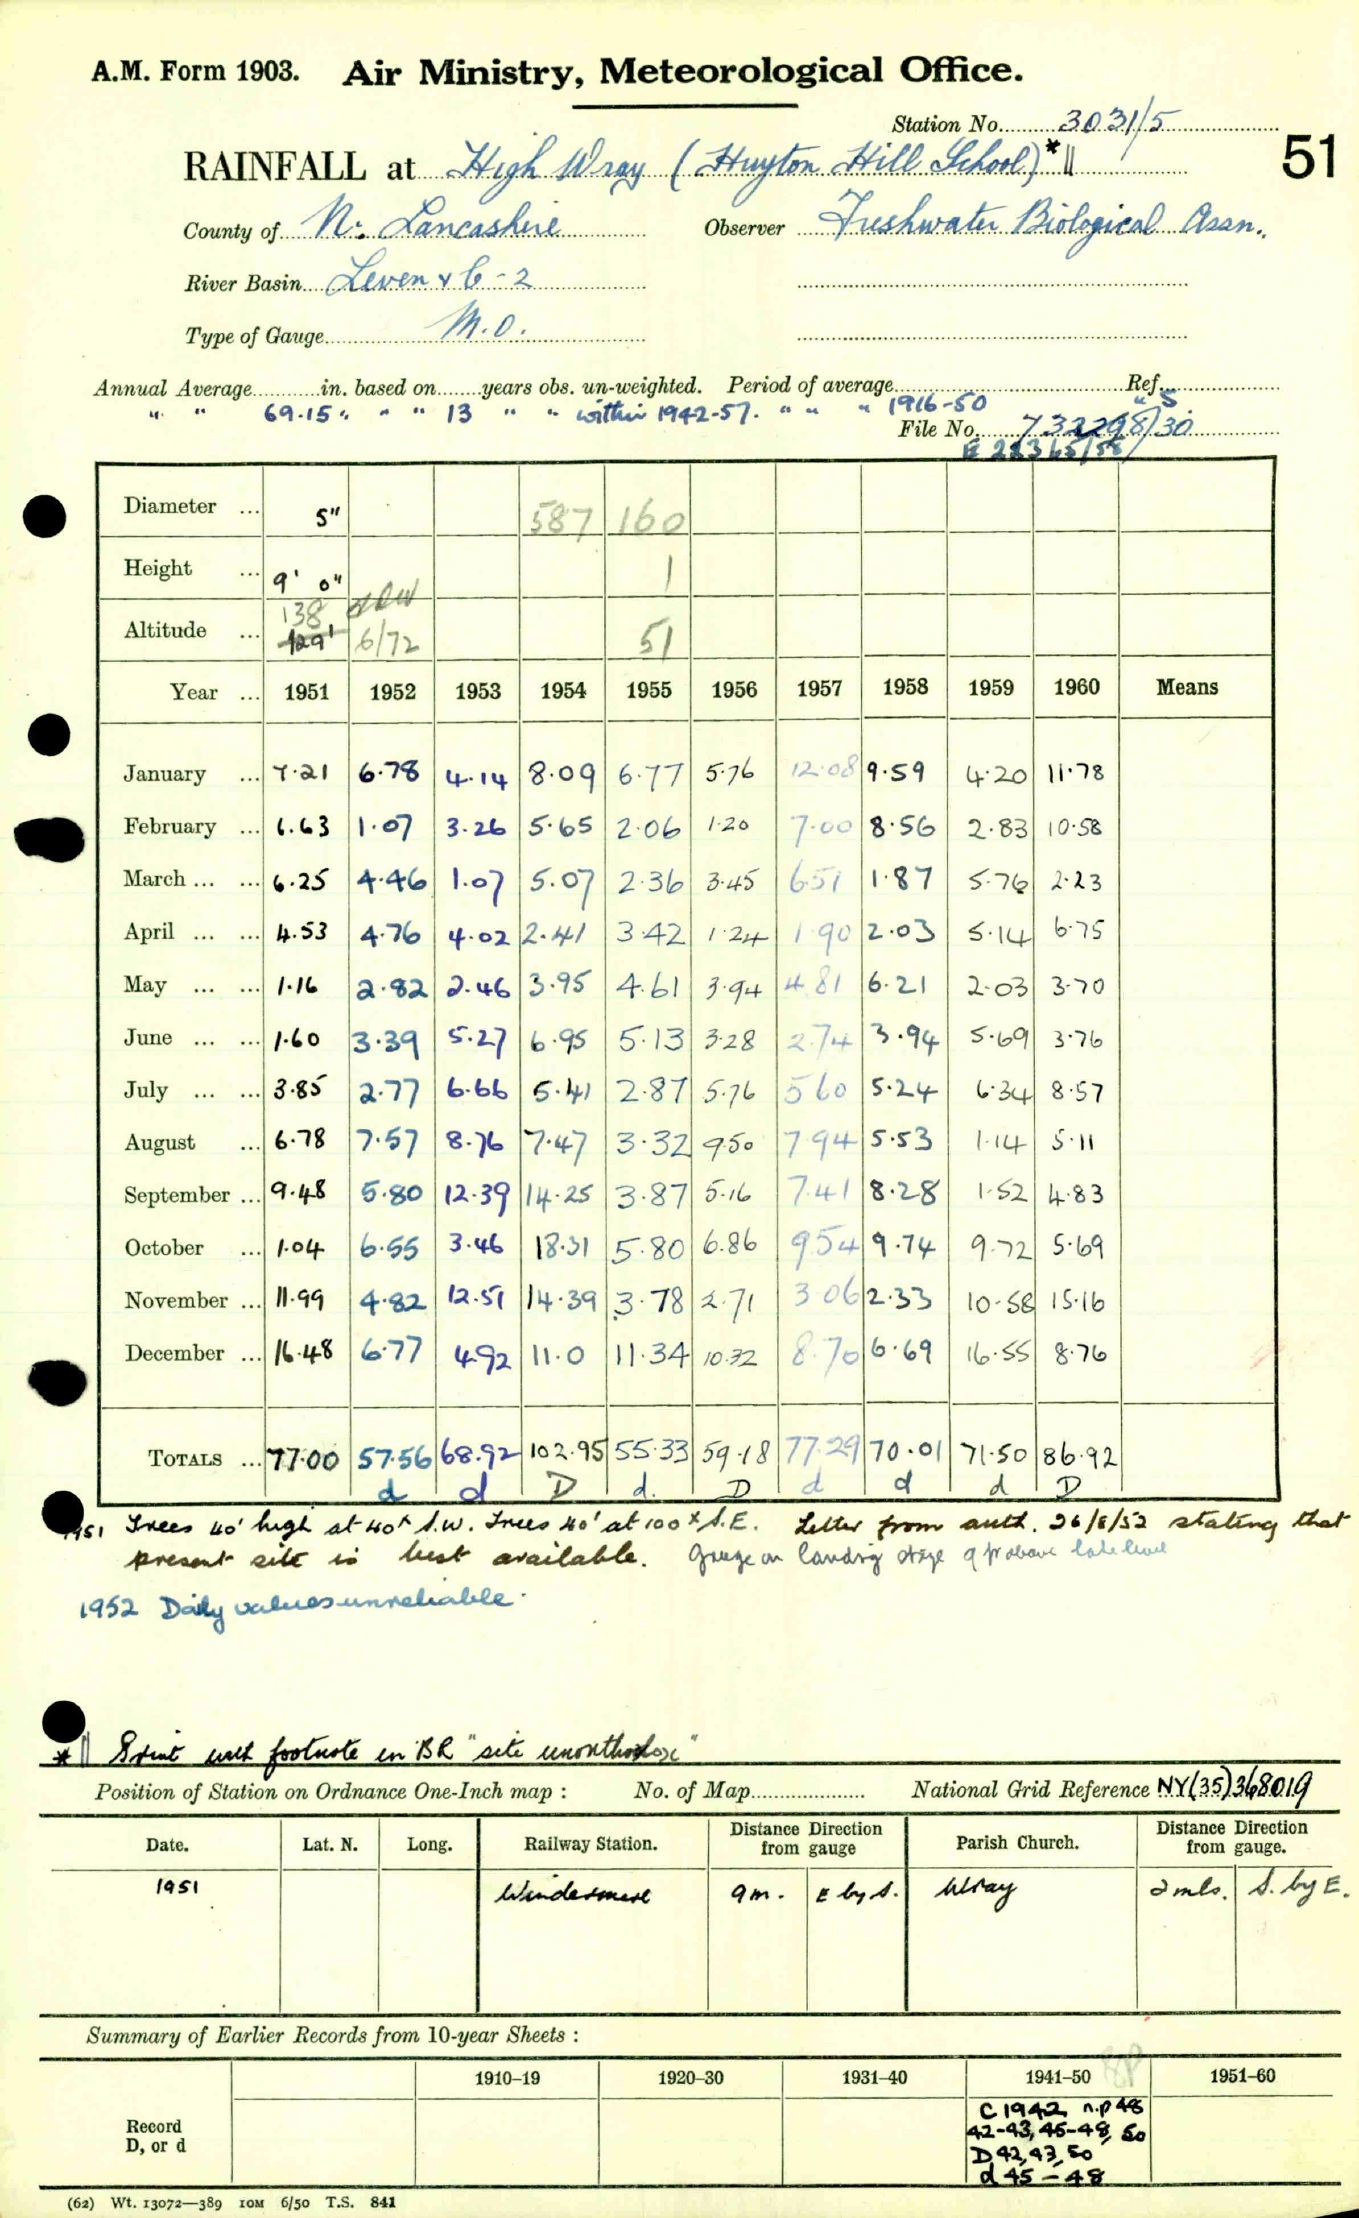 A.M. Form 1903. Air Ministry, Meteorological Office.
Station No. 3031/5
RAINFALL at High Wray (Huyton Hill School) *||
51
County of N. Lancashire Observer Freshwater Biological Assn.
River Basin Leven & C-2
Type of Gauge M.O.
Annual Average in. based on years obs. un-weighted. Period of average Ref.
" " 69.15 " " " 13 " " within 1942-57. " " " 1916-50 " 5.
File No. 732298/30
E 28365/58
Diameter ... 5" 587 160
Height ... 9' 0" 1
Altitude ... 138 129' 6/72 51
Year ... 1951 1952 1953 1954 1955 1956 1957 1958 1959 1960 Means
January ... 7.21 6.78 4.14 8.09 6.77 5.76 12.08 9.59 4.20 11.78
February ... 6.63 1.07 3.26 5.65 2.06 1.20 7.00 8.56 2.83 10.58
March ... ... 6.25 4.46 1.07 5.07 2.36 3.45 6.51 1.87 5.76 2.23
April ... ... 4.53 4.76 4.02 2.41 3.42 1.24 1.90 2.03 5.14 6.75
May ... ... 1.16 2.82 2.46 3.95 4.61 3.94 4.81 6.21 2.03 3.70
June ... ... 1.60 3.39 5.27 6.95 5.13 3.28 2.74 3.94 5.69 3.76
July ... ... 3.85 2.77 6.66 5.41 2.87 5.76 5.60 5.24 6.34 8.57
August ... 6.78 7.57 8.76 7.47 3.32 9.50 7.94 5.53 1.14 5.11
September ... 9.48 5.80 12.39 14.25 3.87 5.16 7.41 8.28 1.52 4.83
October ... 1.04 6.55 3.46 18.31 5.80 6.86 9.54 9.74 9.72 5.69
November ... 11.99 4.82 12.51 14.39 3.78 2.71 3.06 2.33 10.58 15.16
December ... 16.48 6.77 4.92 11.0 11.34 10.32 8.70 6.69 16.55 8.76
TOTALS ... 77.00 57.56 68.92 102.95 55.33 59.18 77.29 70.01 71.50 86.92
d d D d. D d d d D
1951 Trees 40' high at 40x S.W. Trees 40' at 100x S.E. Letter from auth. 26/8/52 stating that
present site is best available. Gauge on landing stage 9 ft above lake level
1952 Daily values unreliable.
*|| Print with footnote in BR "site unorthodox"
Position of Station on Ordnance One-Inch map : No. of Map National Grid Reference NY(35)368019
Date. Lat. N. Long. Railway Station. Distance Direction from gauge Parish Church. Distance Direction from gauge.
1951 Windermere 9m. E by S. Wray 2 mls. S. by E.
Summary of Earlier Records from 10-year Sheets :
1910–19 1920–30 1931–40 1941–50 1951–60
Record
D, or d
C 1942 n.p 48
42-43, 45-48, 50
D 42, 43, 50
d 45 - 48
(62) Wt. 13072—389 10M 6/50 T.S. 841